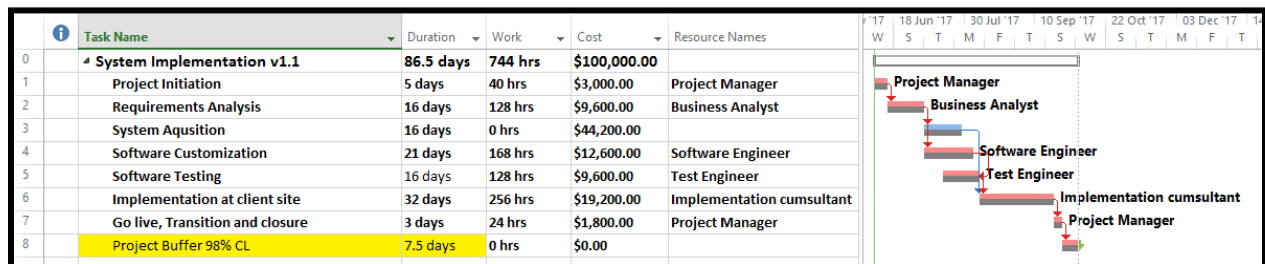 ' '17 18 Jun '17 30 Jul '17 10 Sep '17 22 Oct '17 03 Dec '17 14
Task Name Duration Work Cost Resource Names W S T M F T S W S T M F T
0 System Implementation v1.1 86.5 days 744 hrs $100,000.00
1 Project Initiation 5 days 40 hrs $3,000.00 Project Manager Project Manager
2 Requirements Analysis 16 days 128 hrs $9,600.00 Business Analyst Business Analyst
3 System Aqusition 16 days 0 hrs $44,200.00
4 Software Customization 21 days 168 hrs $12,600.00 Software Engineer Software Engineer
5 Software Testing 16 days 128 hrs $9,600.00 Test Engineer Test Engineer
6 Implementation at client site 32 days 256 hrs $19,200.00 Implementation cumsultant Implementation cumsultant
7 Go live, Transition and closure 3 days 24 hrs $1,800.00 Project Manager Project Manager
8 Project Buffer 98% CL 7.5 days 0 hrs $0.00